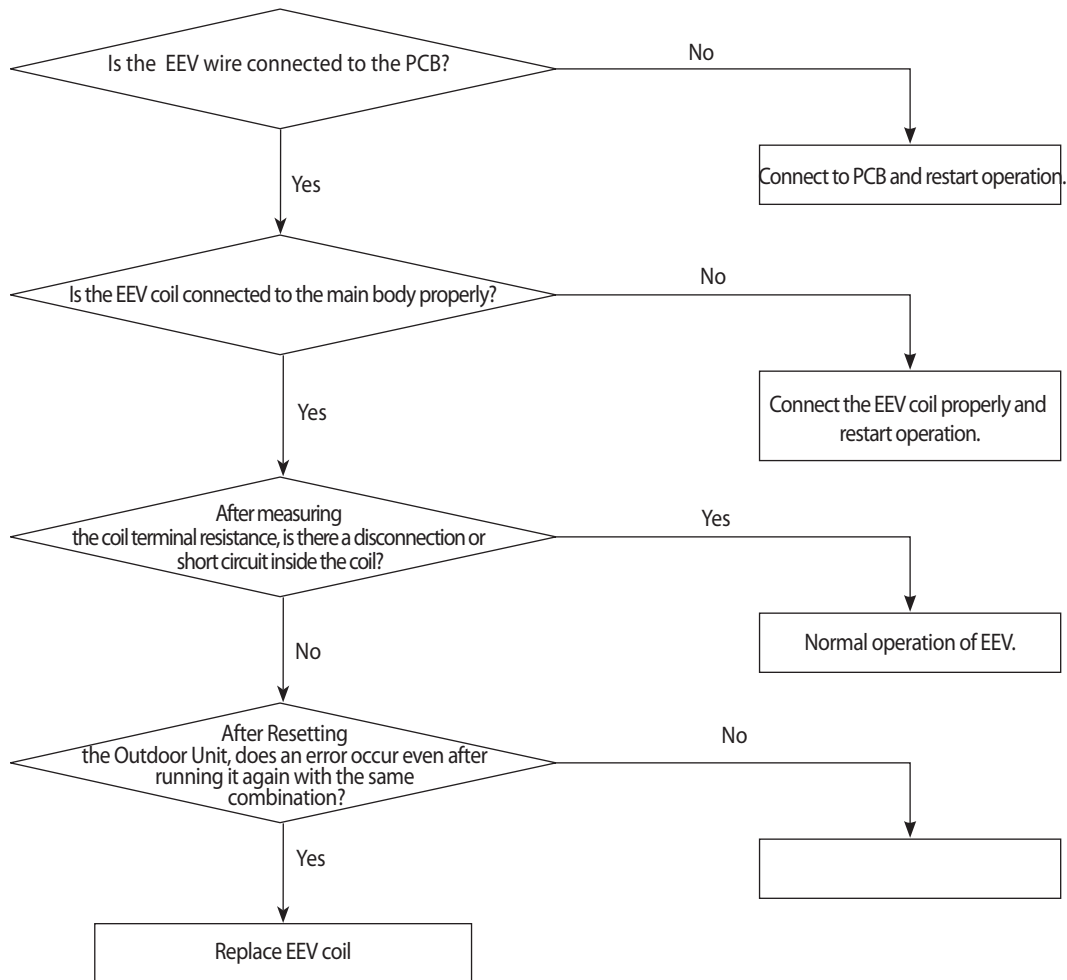 Is the EEV wire connected to the PCB?
No
Connect to PCB and restart operation.
Yes
Is the EEV coil connected to the main body properly?
No
Connect the EEV coil properly and
restart operation.
Yes
After measuring
the coil terminal resistance, is there a disconnection or
short circuit inside the coil?
Yes
Normal operation of EEV.
No
After Resetting
the Outdoor Unit, does an error occur even after
running it again with the same
combination?
No
Yes
Replace EEV coil